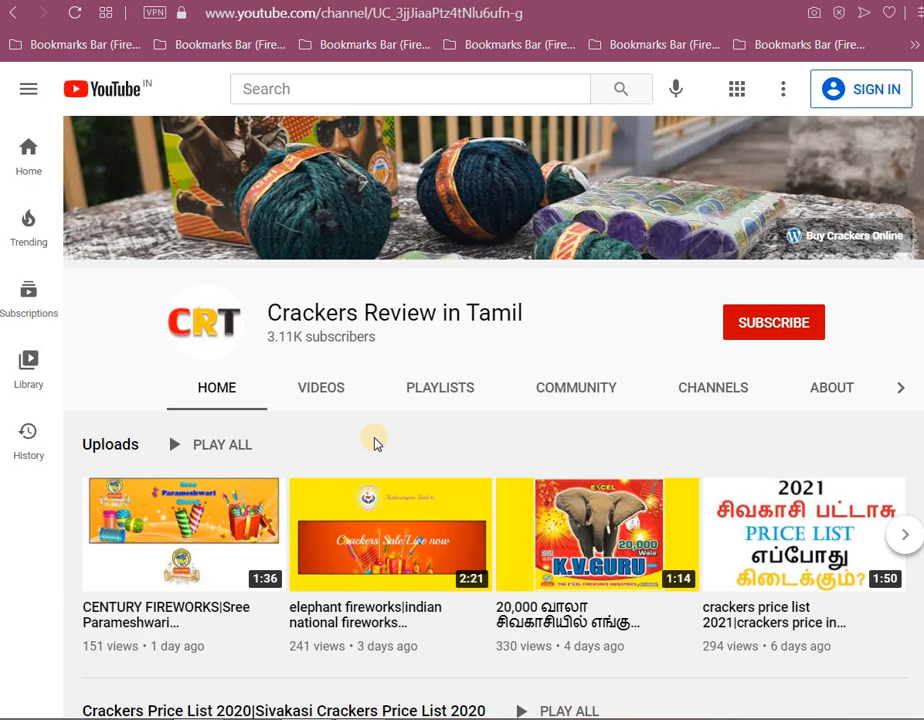 VPN
www.youtube.com/channel/UC_3jjJiaaPtz4tNlu6ufn-g
Bookmarks Bar (Fire... Bookmarks Bar (Fire... Bookmarks Bar (Fire... Bookmarks Bar (Fire... Bookmarks Bar (Fire... Bookmarks Bar (Fire...
YouTube IN
Search
SIGN IN
Home
Trending
Subscriptions
Library
History
Buy Crackers Online
CRT
Crackers Review in Tamil
3.11K subscribers
SUBSCRIBE
HOME VIDEOS PLAYLISTS COMMUNITY CHANNELS ABOUT
Uploads PLAY ALL
Sree
Parameshwari
1:36
CENTURY FIREWORKS|Sree
Parameshwari...
151 views • 1 day ago
Crackers Sale Live now
2:21
elephant fireworks|indian
national fireworks...
241 views • 3 days ago
EXCEL
20,000
Wala
K.V.GURU
1:14
20,000 வாலா
சிவகாசியில் எங்கு...
330 views • 4 days ago
2021
சிவகாசி பட்டாசு
PRICE LIST
எப்போது
கிடைக்கும்?
1:50
crackers price list
2021|crackers price in...
294 views • 6 days ago
Crackers Price List 2020|Sivakasi Crackers Price List 2020 PLAY ALL